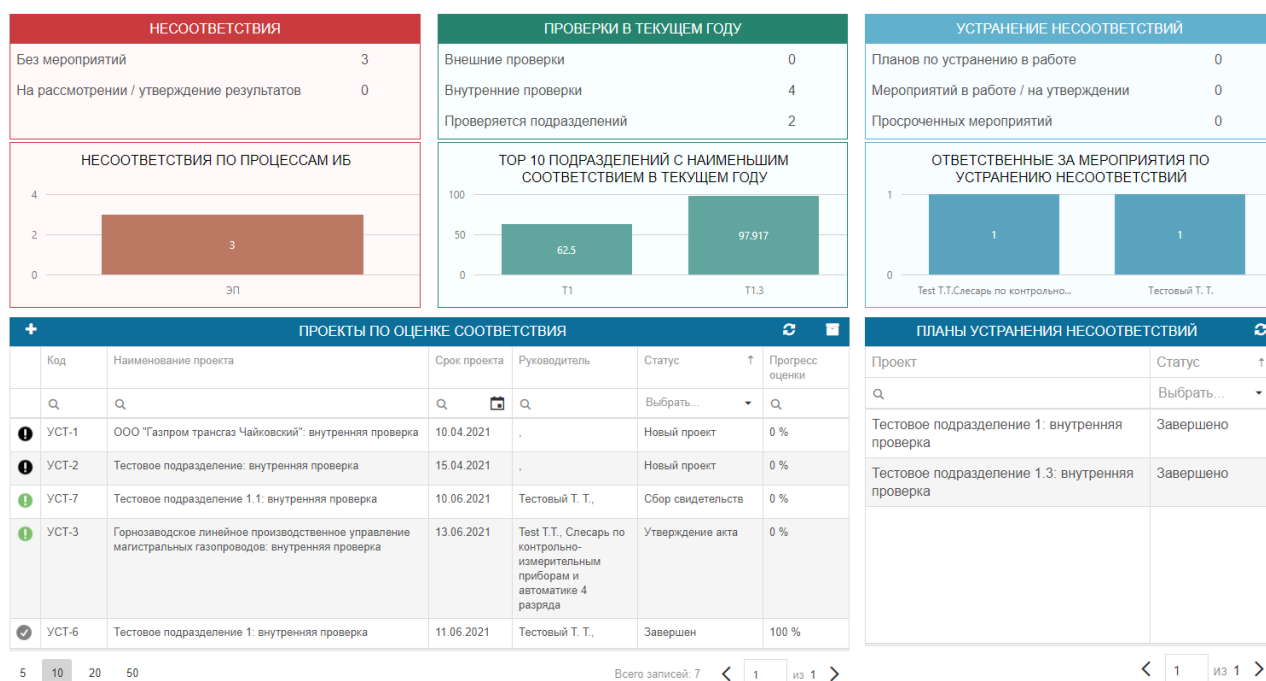 НЕСООТВЕТСТВИЯ
Без мероприятий 3
На рассмотрении / утверждение результатов 0
ПРОВЕРКИ В ТЕКУЩЕМ ГОДУ
Внешние проверки 0
Внутренние проверки 4
Проверяется подразделений 2
УСТРАНЕНИЕ НЕСООТВЕТСТВИЙ
Планов по устранению в работе 0
Мероприятий в работе / на утверждении 0
Просроченных мероприятий 0
НЕСООТВЕТСТВИЯ ПО ПРОЦЕССАМ ИБ
4
2
0
3
ЭП
TOP 10 ПОДРАЗДЕЛЕНИЙ С НАИМЕНЬШИМ
СООТВЕТСТВИЕМ В ТЕКУЩЕМ ГОДУ
100
50
0
62.5
97.917
Т1
Т1.3
ОТВЕТСТВЕННЫЕ ЗА МЕРОПРИЯТИЯ ПО
УСТРАНЕНИЮ НЕСООТВЕТСТВИЙ
1
0
1
1
Test Т.Т.Слесарь по контрольно...
Тестовый Т. Т.
ПРОЕКТЫ ПО ОЦЕНКЕ СООТВЕТСТВИЯ
Код
Наименование проекта
Срок проекта
Руководитель
Статус
Прогресс
оценки
Выбрать...
УСТ-1 ООО "Газпром трансгаз Чайковский": внутренняя проверка 10.04.2021 , Новый проект 0 %
УСТ-2 Тестовое подразделение: внутренняя проверка 15.04.2021 , Новый проект 0 %
УСТ-7 Тестовое подразделение 1.1: внутренняя проверка 10.06.2021 Тестовый Т. Т., Сбор свидетельств 0 %
УСТ-3 Горнозаводское линейное производственное управление 13.06.2021 Test Т.Т., Слесарь по Утверждение акта 0 %
магистральных газопроводов: внутренняя проверка контрольно-
измерительным
приборам и
автоматике 4
разряда
УСТ-6 Тестовое подразделение 1: внутренняя проверка 11.06.2021 Тестовый Т. Т., Завершен 100 %
5 10 20 50
Всего записей: 7 1 из 1
ПЛАНЫ УСТРАНЕНИЯ НЕСООТВЕТСТВИЙ
Проект
Статус
Выбрать...
Тестовое подразделение 1: внутренняя Завершено
проверка
Тестовое подразделение 1.3: внутренняя Завершено
проверка
1 из 1